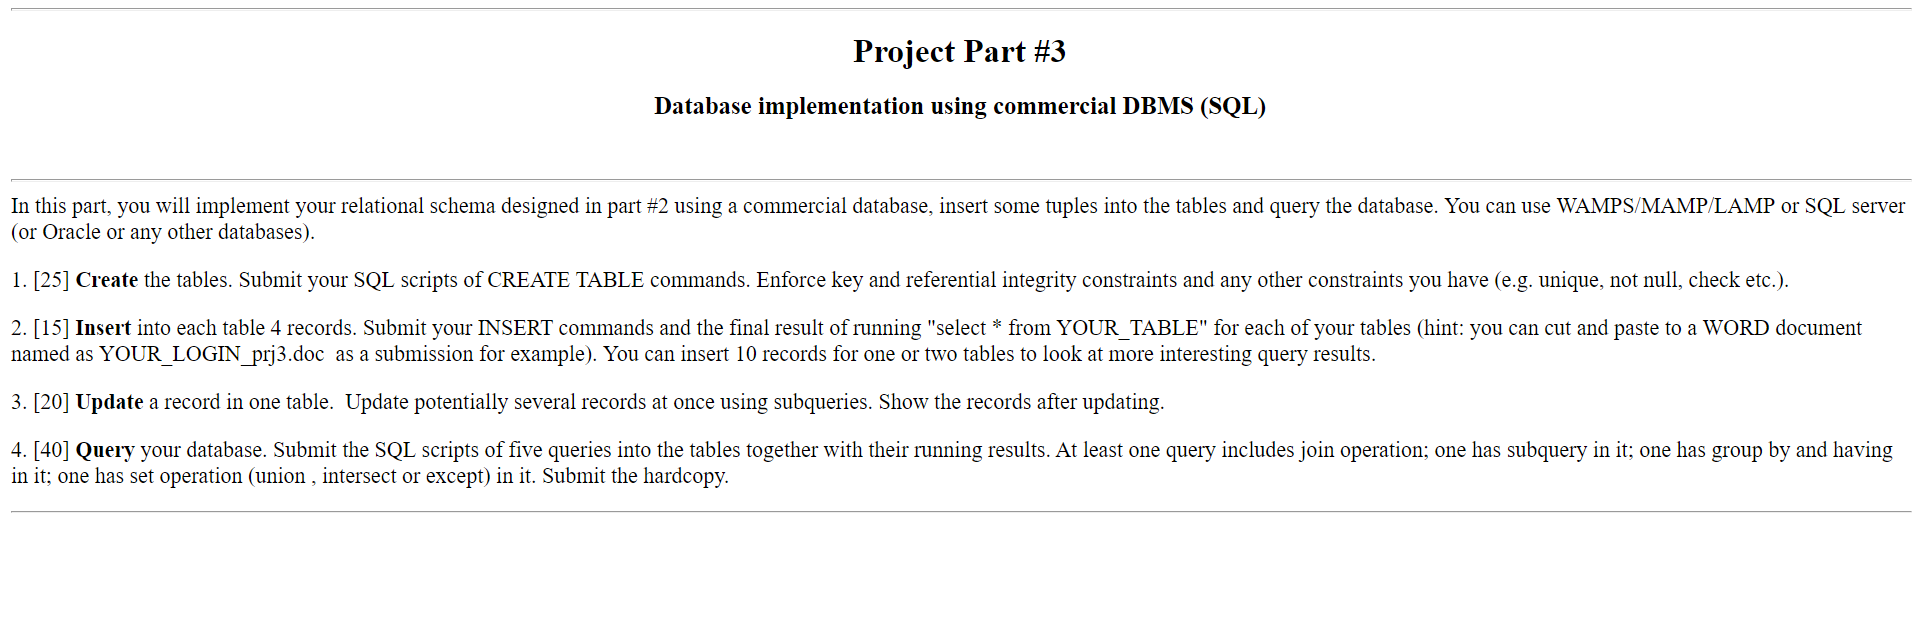 Project Part #3
Database implementation using commercial DBMS (SQL)
In this part, you will implement your relational schema designed in part #2 using a commercial database, insert some tuples into the tables and query the database. You can use WAMPS/MAMP/LAMP or SQL server
(or Oracle or any other databases).
1. [25] Create the tables. Submit your SQL scripts of CREATE TABLE commands. Enforce key and referential integrity constraints and any other constraints you have (e.g. unique, not null, check etc.).
2. [15] Insert into each table 4 records. Submit your INSERT commands and the final result of running "select * from YOUR_TABLE" for each of your tables (hint: you can cut and paste to a WORD document
named as YOUR_LOGIN_prj3.doc  as a submission for example). You can insert 10 records for one or two tables to look at more interesting query results.
3. [20] Update a record in one table.  Update potentially several records at once using subqueries. Show the records after updating.
4. [40] Query your database. Submit the SQL scripts of five queries into the tables together with their running results. At least one query includes join operation; one has subquery in it; one has group by and having
in it; one has set operation (union , intersect or except) in it. Submit the hardcopy.